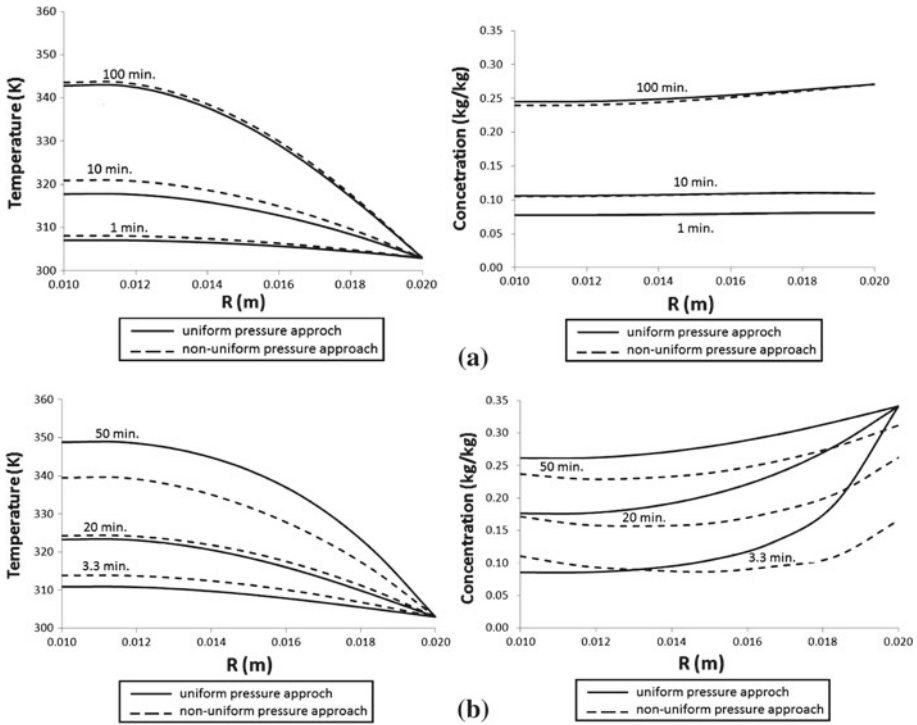 360
350
340
330
320
310
300
Temperature (K)
100 min.
10 min.
1 min.
0.010 0.012 0.014 0.016 0.018 0.020
R (m)
uniform pressure approch
non-uniform pressure approach
0.35
0.30
0.25
0.20
0.15
0.10
0.05
0.00
Concetration (kg/kg)
100 min.
10 min.
1 min.
0.010 0.012 0.014 0.016 0.018 0.020
R (m)
uniform pressure approch
non-uniform pressure approach
(a)
360
350
340
330
320
310
300
Temperature (K)
50 min.
20 min.
3.3 min.
0.010 0.012 0.014 0.016 0.018 0.020
R (m)
uniform pressure approch
non-uniform pressure approach
0.35
0.30
0.25
0.20
0.15
0.10
0.05
0.00
Concentration (kg/kg)
50 min.
20 min.
3.3 min.
0.010 0.012 0.014 0.016 0.018 0.020
R (m)
uniform pressure approch
non-uniform pressure approach
(b)